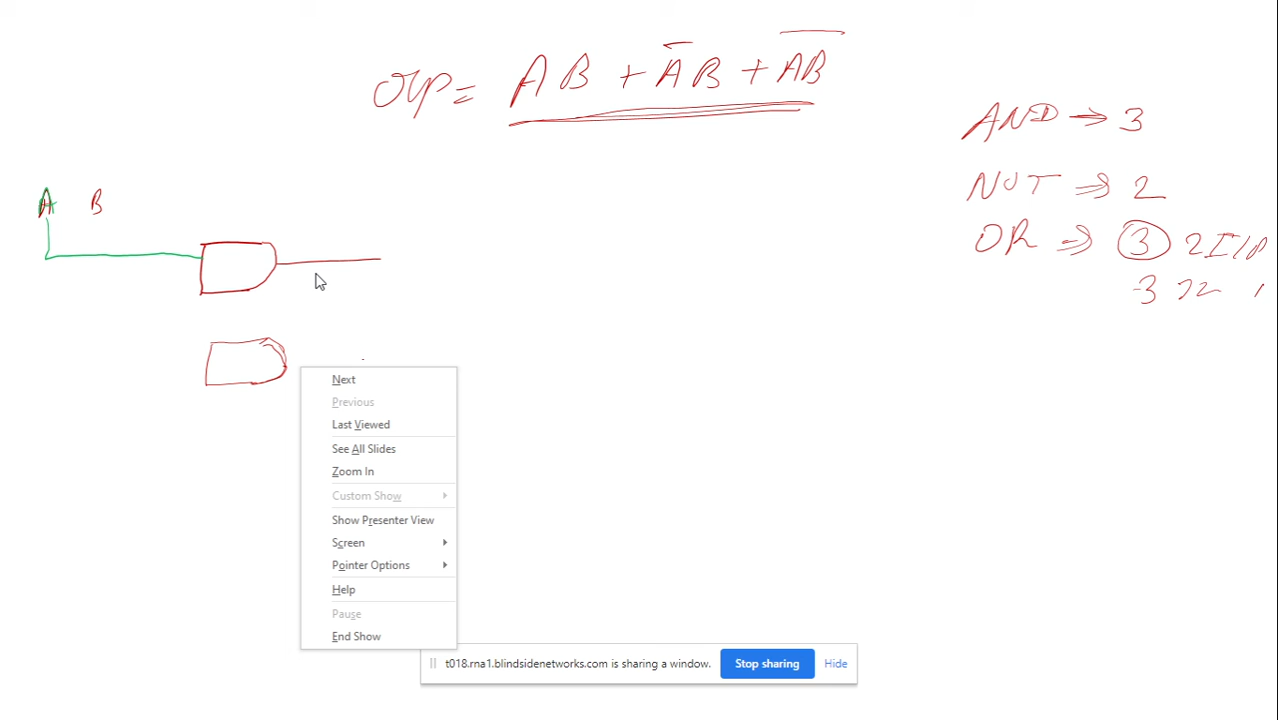 O/P = AB + A̅B + A̅B̅
AND → 3
NOT ⇒ 2
OR ⇒ 3 2I/P
A B
Next
Previous
Last Viewed
See All Slides
Zoom In
Custom Show
Show Presenter View
Screen
Pointer Options
Help
Pause
End Show
t018.rna1.blindsidenetworks.com is sharing a window.
Stop sharing
Hide